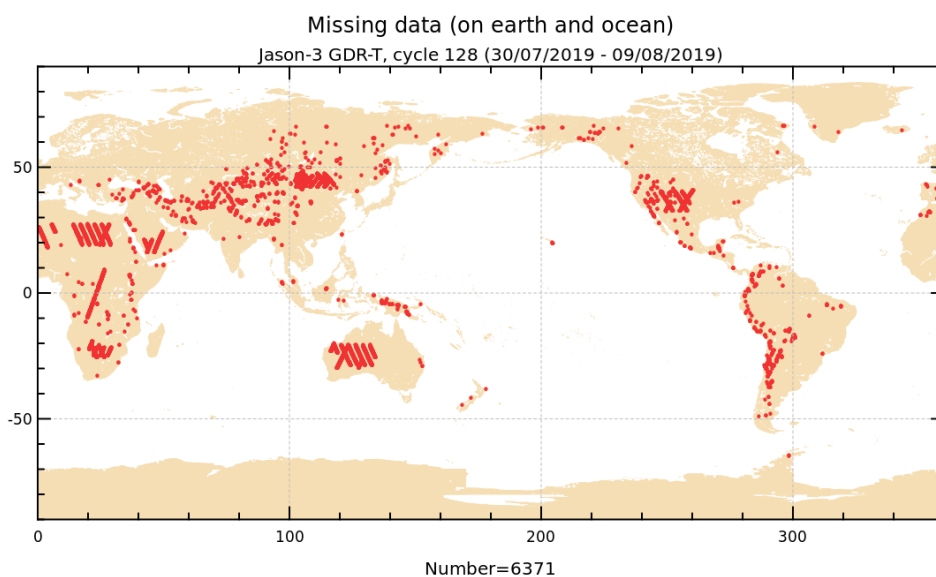 Missing data (on earth and ocean)
Jason-3 GDR-T, cycle 128 (30/07/2019 - 09/08/2019)
50
0
-50
0 100 200 300
Number=6371